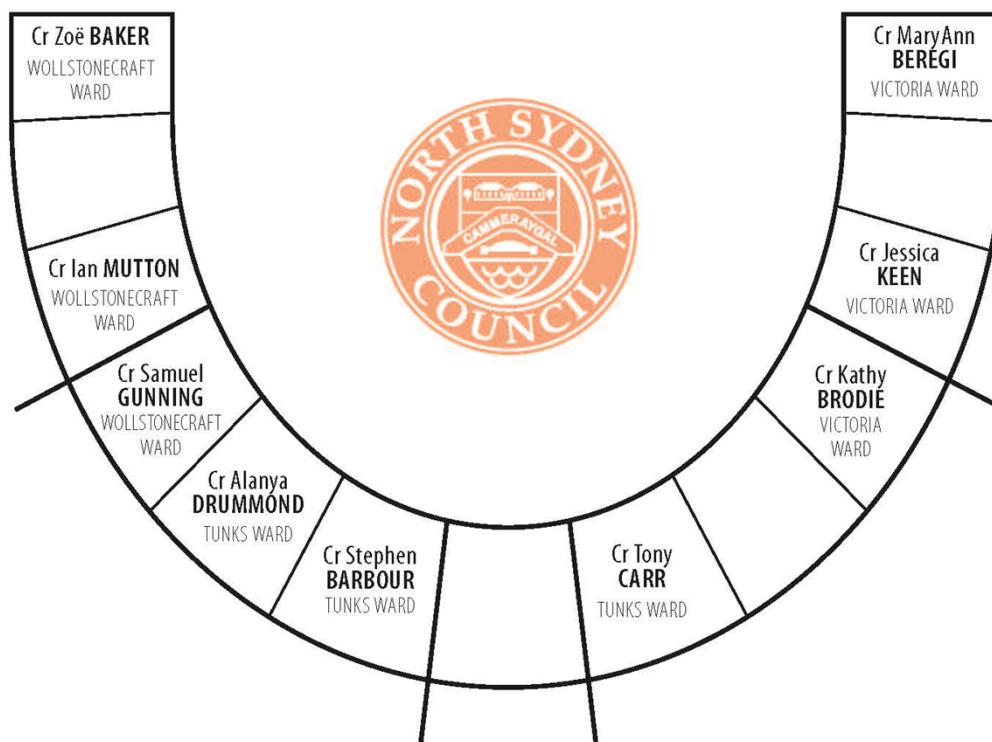 Cr Zoë BAKER
WOLLSTONECRAFT
WARD
Cr Ian MUTTON
WOLLSTONECRAFT
WARD
Cr Samuel
GUNNING
WOLLSTONECRAFT
WARD
Cr Alanya
DRUMMOND
TUNKS WARD
Cr Stephen
BARBOUR
TUNKS WARD
Cr Tony
CARR
TUNKS WARD
Cr Kathy
BRODIE
VICTORIA
WARD
Cr Jessica
KEEN
VICTORIA WARD
Cr MaryAnn
BEREGI
VICTORIA WARD
NORTH SYDNEY
CAMMERAYGAL
COUNCIL